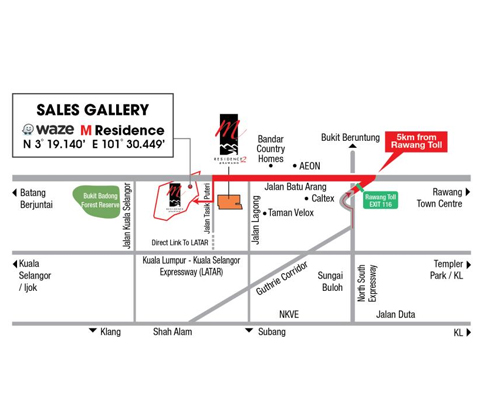 SALES GALLERY
waze M Residence
N 3° 19.140' E 101° 30.449'
m
RESIDENCE 2
RAWANG
Bandar
Country
Homes
AEON
Bukit Beruntung
5km from
Rawang Toll
Batang
Berjuntai
Bukit Badong
Forest Reserve
Jalan Kuala Selangor
m
Jalan Tasik Puteri
Jalan Batu Arang
Caltex
Taman Velox
Jalan Lagong
Rawang Toll
EXIT 116
Rawang
Town Centre
Direct Link To LATAR
Kuala
Selangor
/ Ijok
Kuala Lumpur - Kuala Selangor
Expressway (LATAR)
Guthrie Corridor
Sungai
Buloh
North South
Expressway
Templer
Park / KL
NKVE
Jalan Duta
Klang
Shah Alam
Subang
KL